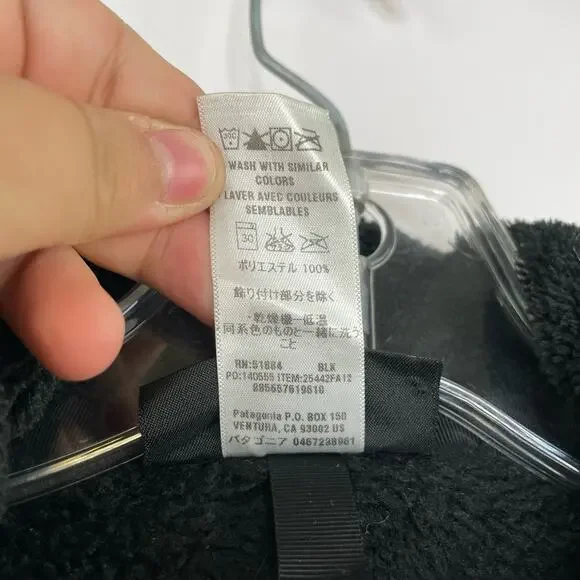 30C
WASH WITH SIMILAR
COLORS
LAVER AVEC COULEURS
SEMBLABLES
30
ポリエステル 100%
飾り付け部分を除く
・乾燥機－低温
・同系色のものと一緒に洗う
こと
RN:51884 BLK
PO:140555 ITEM:25442FA12
885657619610
Patagonia P.O. BOX 150
VENTURA, CA 93002 US
パタゴニア 0467238961